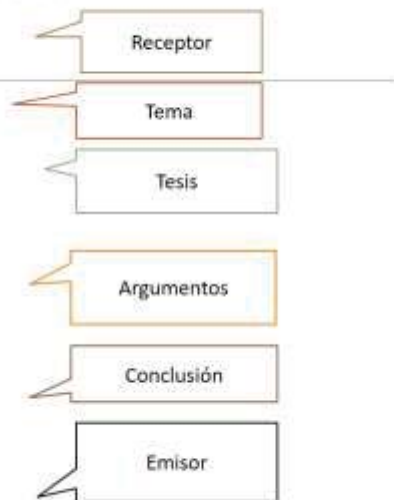 Receptor
Tema
Tesis
Argumentos
Conclusión
Emisor